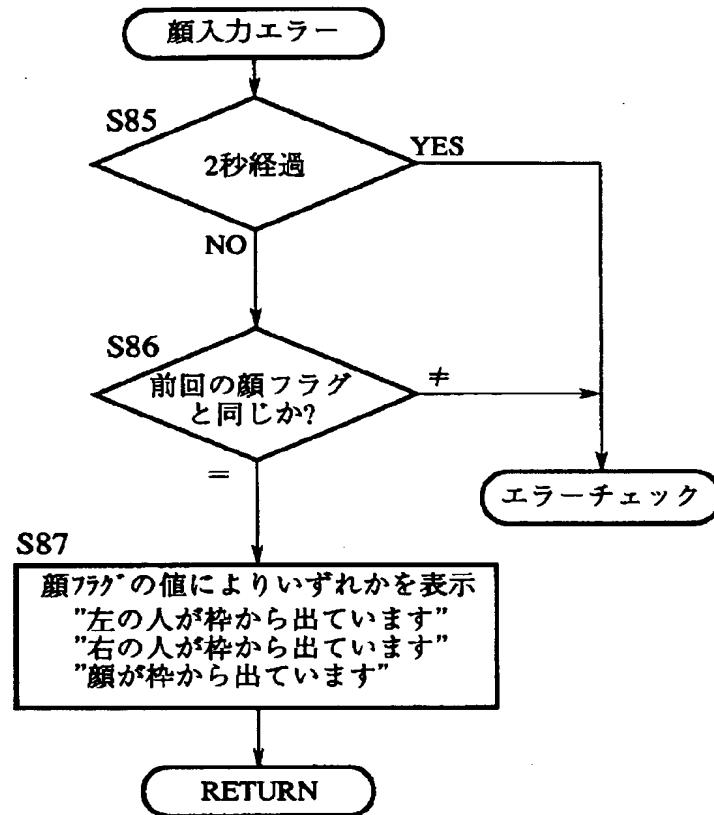 顔入力エラー
S85
2秒経過
YES
NO
S86
前回の顔フラグ
と同じか?
≠
=
エラーチェック
S87
顔フラグの値によりいずれかを表示
"左の人が枠から出ています"
"右の人が枠から出ています"
"顔が枠から出ています"
RETURN